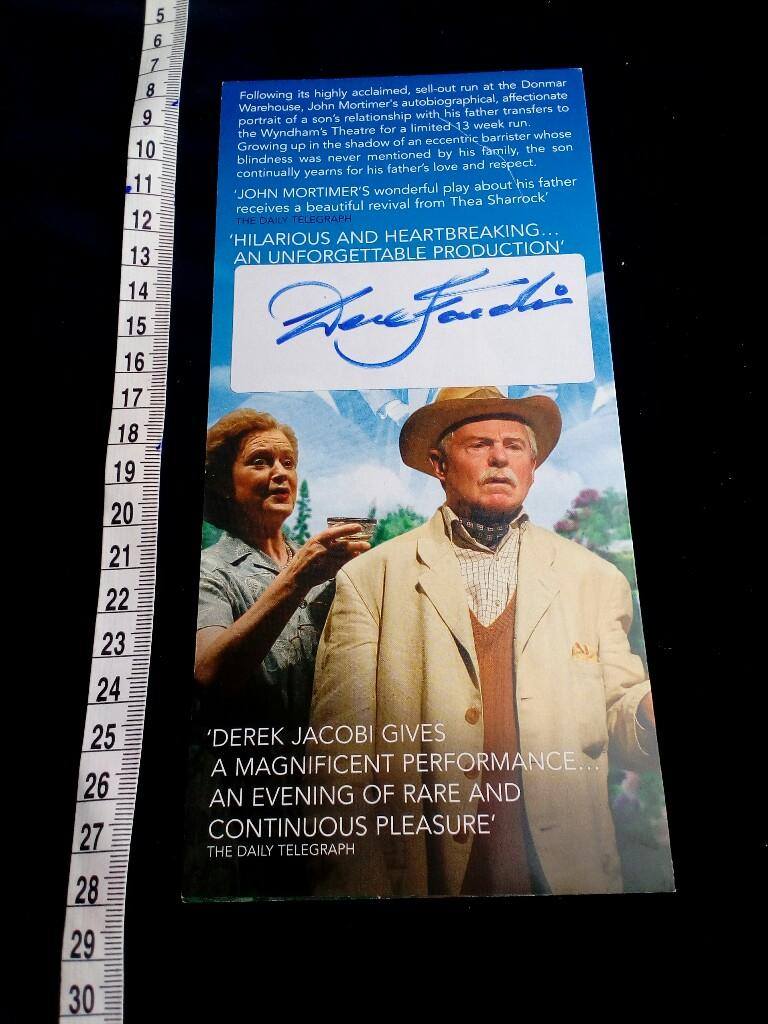 5
6
7
8
9
10
11
12
13
14
15
16
17
18
19
20
21
22
23
24
25
26
27
28
29
30
Following its highly acclaimed, sell-out run at the Donmar
Warehouse, John Mortimer's autobiographical, affectionate
portrait of a son's relationship with his father transfers to
the Wyndham's Theatre for a limited 13 week run.
Growing up in the shadow of an eccentric barrister whose
blindness was never mentioned by his family, the son
continually yearns for his father's love and respect.
'JOHN MORTIMER'S wonderful play about his father
receives a beautiful revival from Thea Sharrock'
THE DAILY TELEGRAPH
'HILARIOUS AND HEARTBREAKING...
AN UNFORGETTABLE PRODUCTION'
Derek Jacobi
'DEREK JACOBI GIVES
A MAGNIFICENT PERFORMANCE...
AN EVENING OF RARE AND
CONTINUOUS PLEASURE'
THE DAILY TELEGRAPH